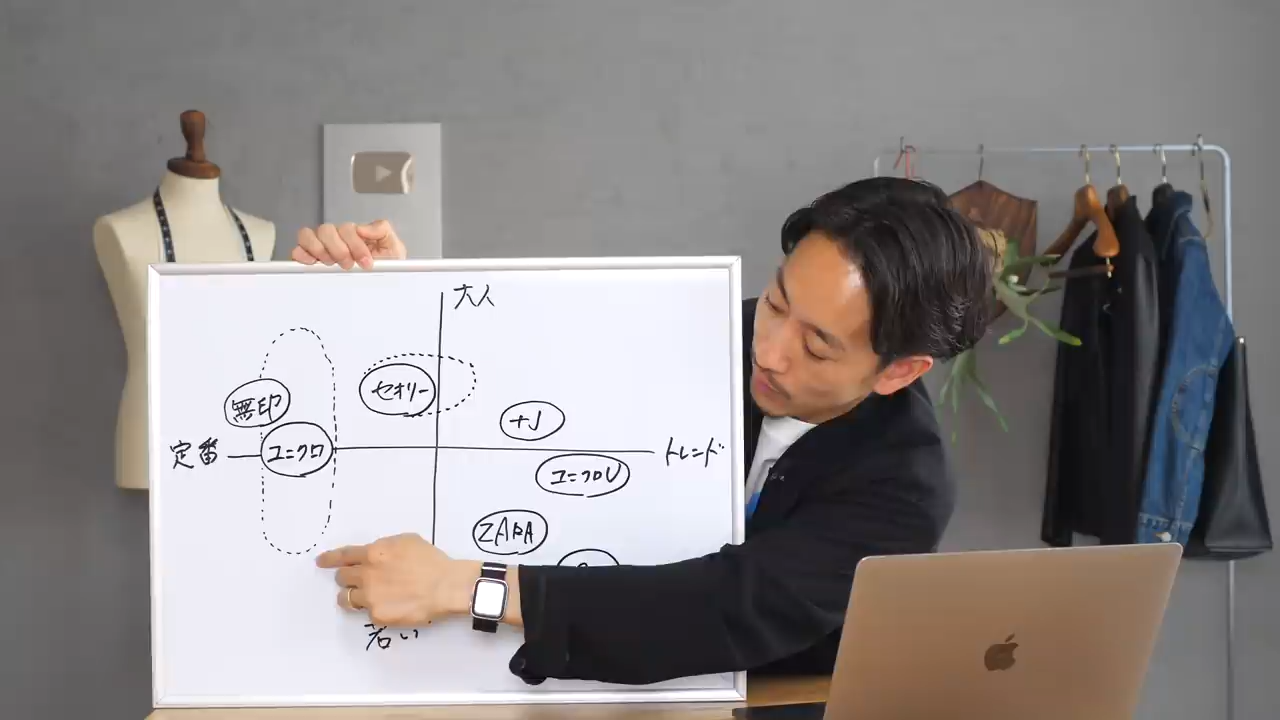 大人
セオリー
無印
+J
定番
ユニクロ
トレンド
ユニクロU
ZARA
若い